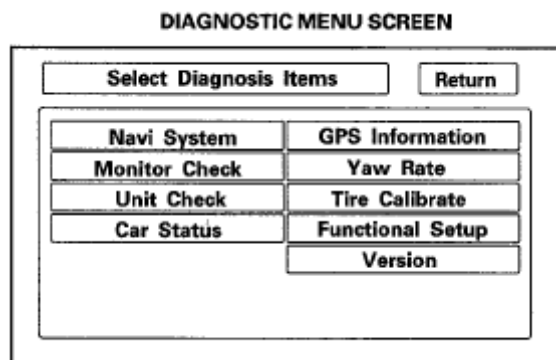 DIAGNOSTIC MENU SCREEN
Select Diagnosis Items Return
Navi System GPS Information
Monitor Check Yaw Rate
Unit Check Tire Calibrate
Car Status Functional Setup
Version